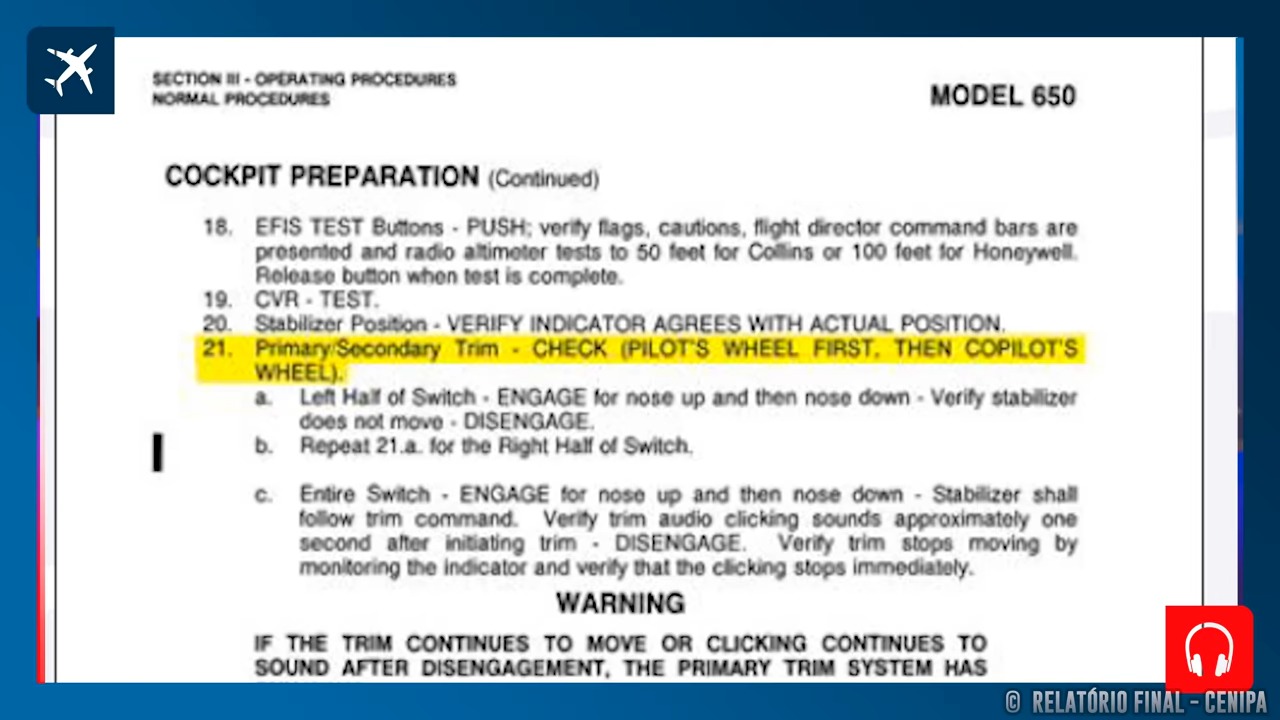 SECTION III - OPERATING PROCEDURES
NORMAL PROCEDURES
MODEL 650
COCKPIT PREPARATION (Continued)
18. EFIS TEST Buttons - PUSH; verify flags, cautions, flight director command bars are
presented and radio altimeter tests to 50 feet for Collins or 100 feet for Honeywell.
Release button when test is complete.
19. CVR - TEST.
20. Stabilizer Position - VERIFY INDICATOR AGREES WITH ACTUAL POSITION.
21. Primary/Secondary Trim - CHECK (PILOT'S WHEEL FIRST, THEN COPILOT'S
WHEEL).
a. Left Half of Switch - ENGAGE for nose up and then nose down - Verify stabilizer
does not move - DISENGAGE.
b. Repeat 21.a. for the Right Half of Switch.
c. Entire Switch - ENGAGE for nose up and then nose down - Stabilizer shall
follow trim command. Verify trim audio clicking sounds approximately one
second after initiating trim - DISENGAGE. Verify trim stops moving by
monitoring the indicator and verify that the clicking stops immediately.
WARNING
IF THE TRIM CONTINUES TO MOVE OR CLICKING CONTINUES TO
SOUND AFTER DISENGAGEMENT, THE PRIMARY TRIM SYSTEM HAS
© RELATÓRIO FINAL - CENIPA